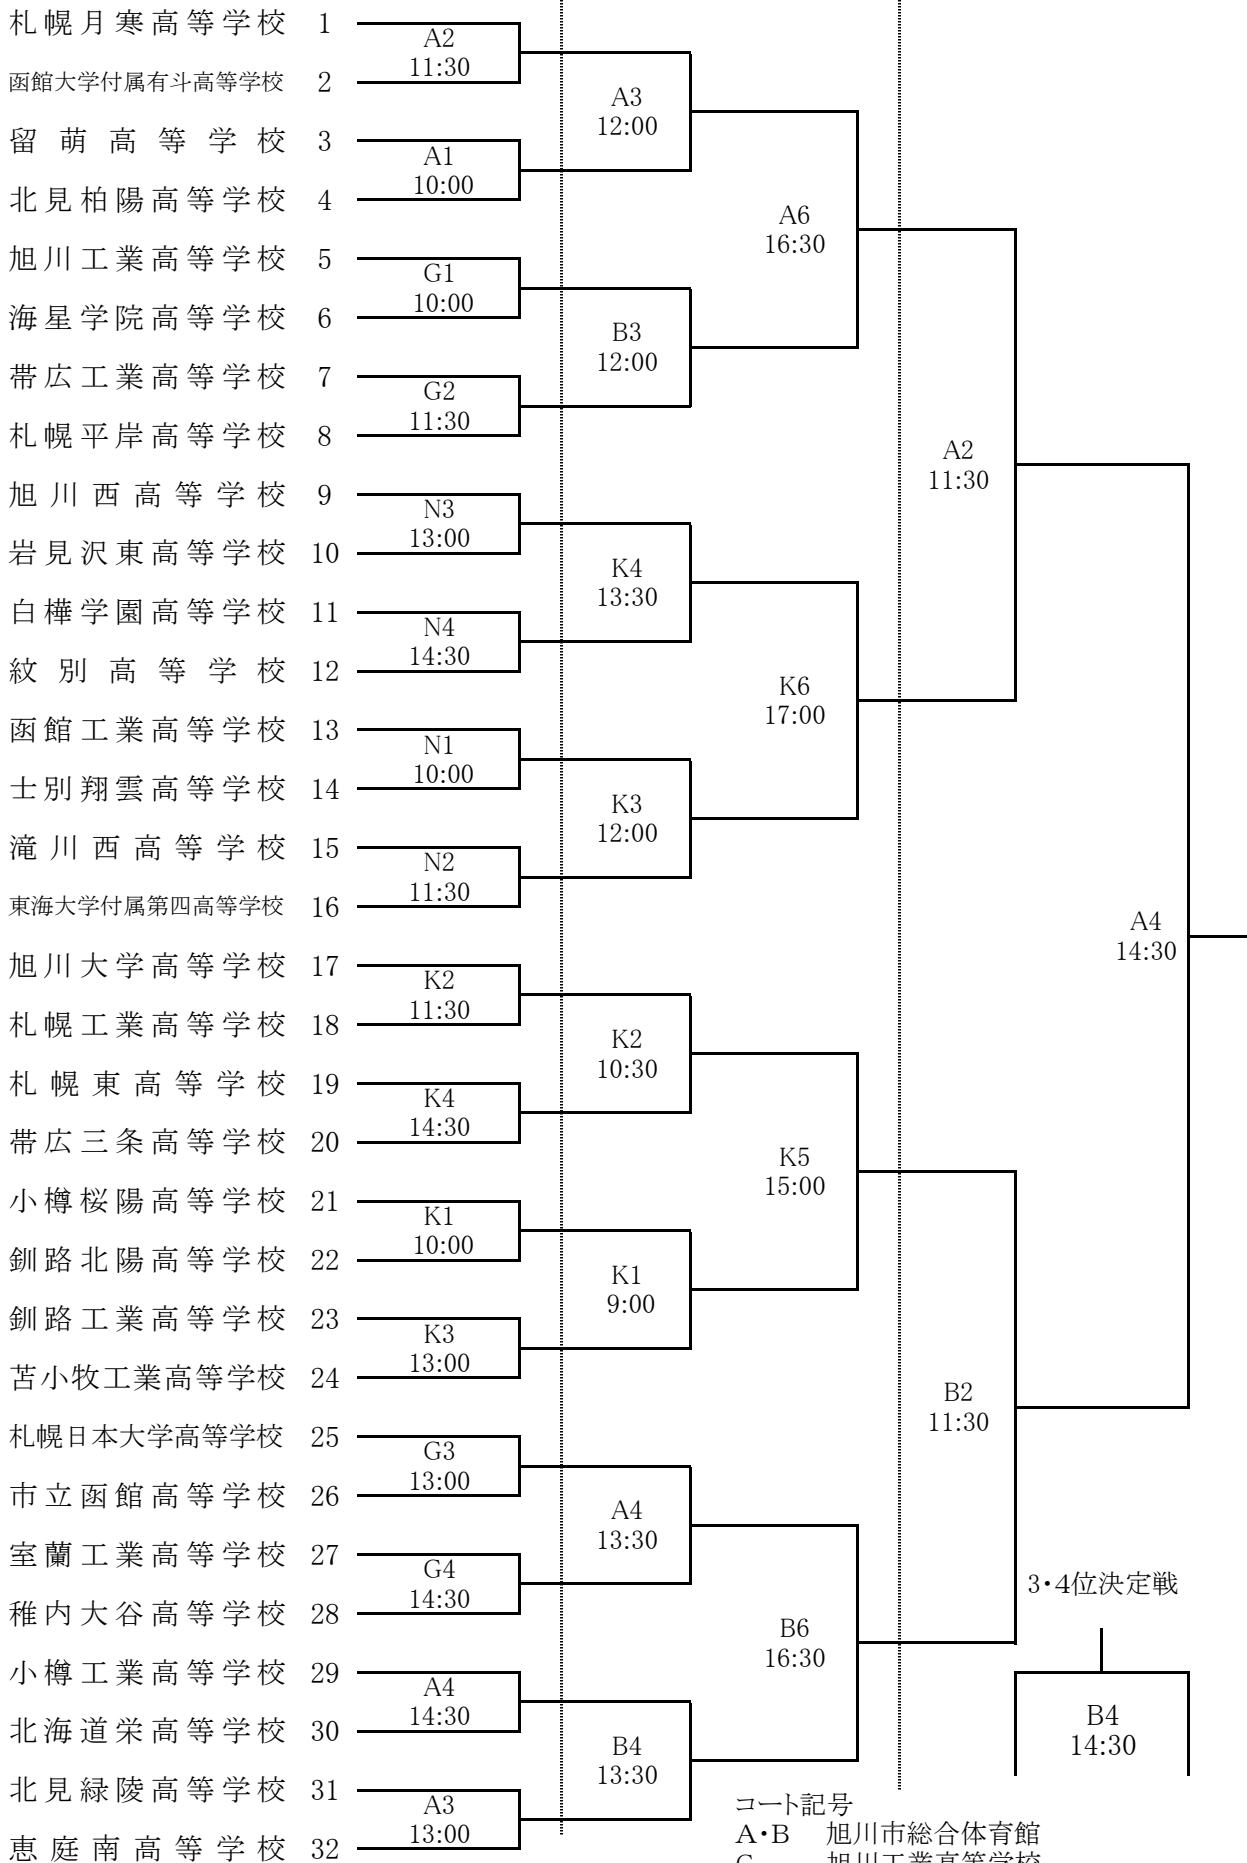 札幌月寒高等学校 1
函館大学付属有斗高等学校 2
留萌高等学校 3
北見柏陽高等学校 4
旭川工業高等学校 5
海星学院高等学校 6
帯広工業高等学校 7
札幌平岸高等学校 8
旭川西高等学校 9
岩見沢東高等学校 10
白樺学園高等学校 11
紋別高等学校 12
函館工業高等学校 13
士別翔雲高等学校 14
滝川西高等学校 15
東海大学付属第四高等学校 16
旭川大学高等学校 17
札幌工業高等学校 18
札幌東高等学校 19
帯広三条高等学校 20
小樽桜陽高等学校 21
釧路北陽高等学校 22
釧路工業高等学校 23
苫小牧工業高等学校 24
札幌日本大学高等学校 25
市立函館高等学校 26
室蘭工業高等学校 27
稚内大谷高等学校 28
小樽工業高等学校 29
北海道栄高等学校 30
北見緑陵高等学校 31
恵庭南高等学校 32
A2
11:30
A1
10:00
G1
10:00
G2
11:30
N3
13:00
N4
14:30
N1
10:00
N2
11:30
K2
11:30
K4
14:30
K1
10:00
K3
13:00
G3
13:00
G4
14:30
A4
14:30
A3
13:00
A3
12:00
B3
12:00
K4
13:30
K3
12:00
K2
10:30
K1
9:00
A4
13:30
B4
13:30
A6
16:30
K6
17:00
K5
15:00
B6
16:30
A2
11:30
B2
11:30
A4
14:30
3・4位決定戦
B4
14:30
コート記号
A・B 旭川市総合体育館
G 旭川工業高等学校